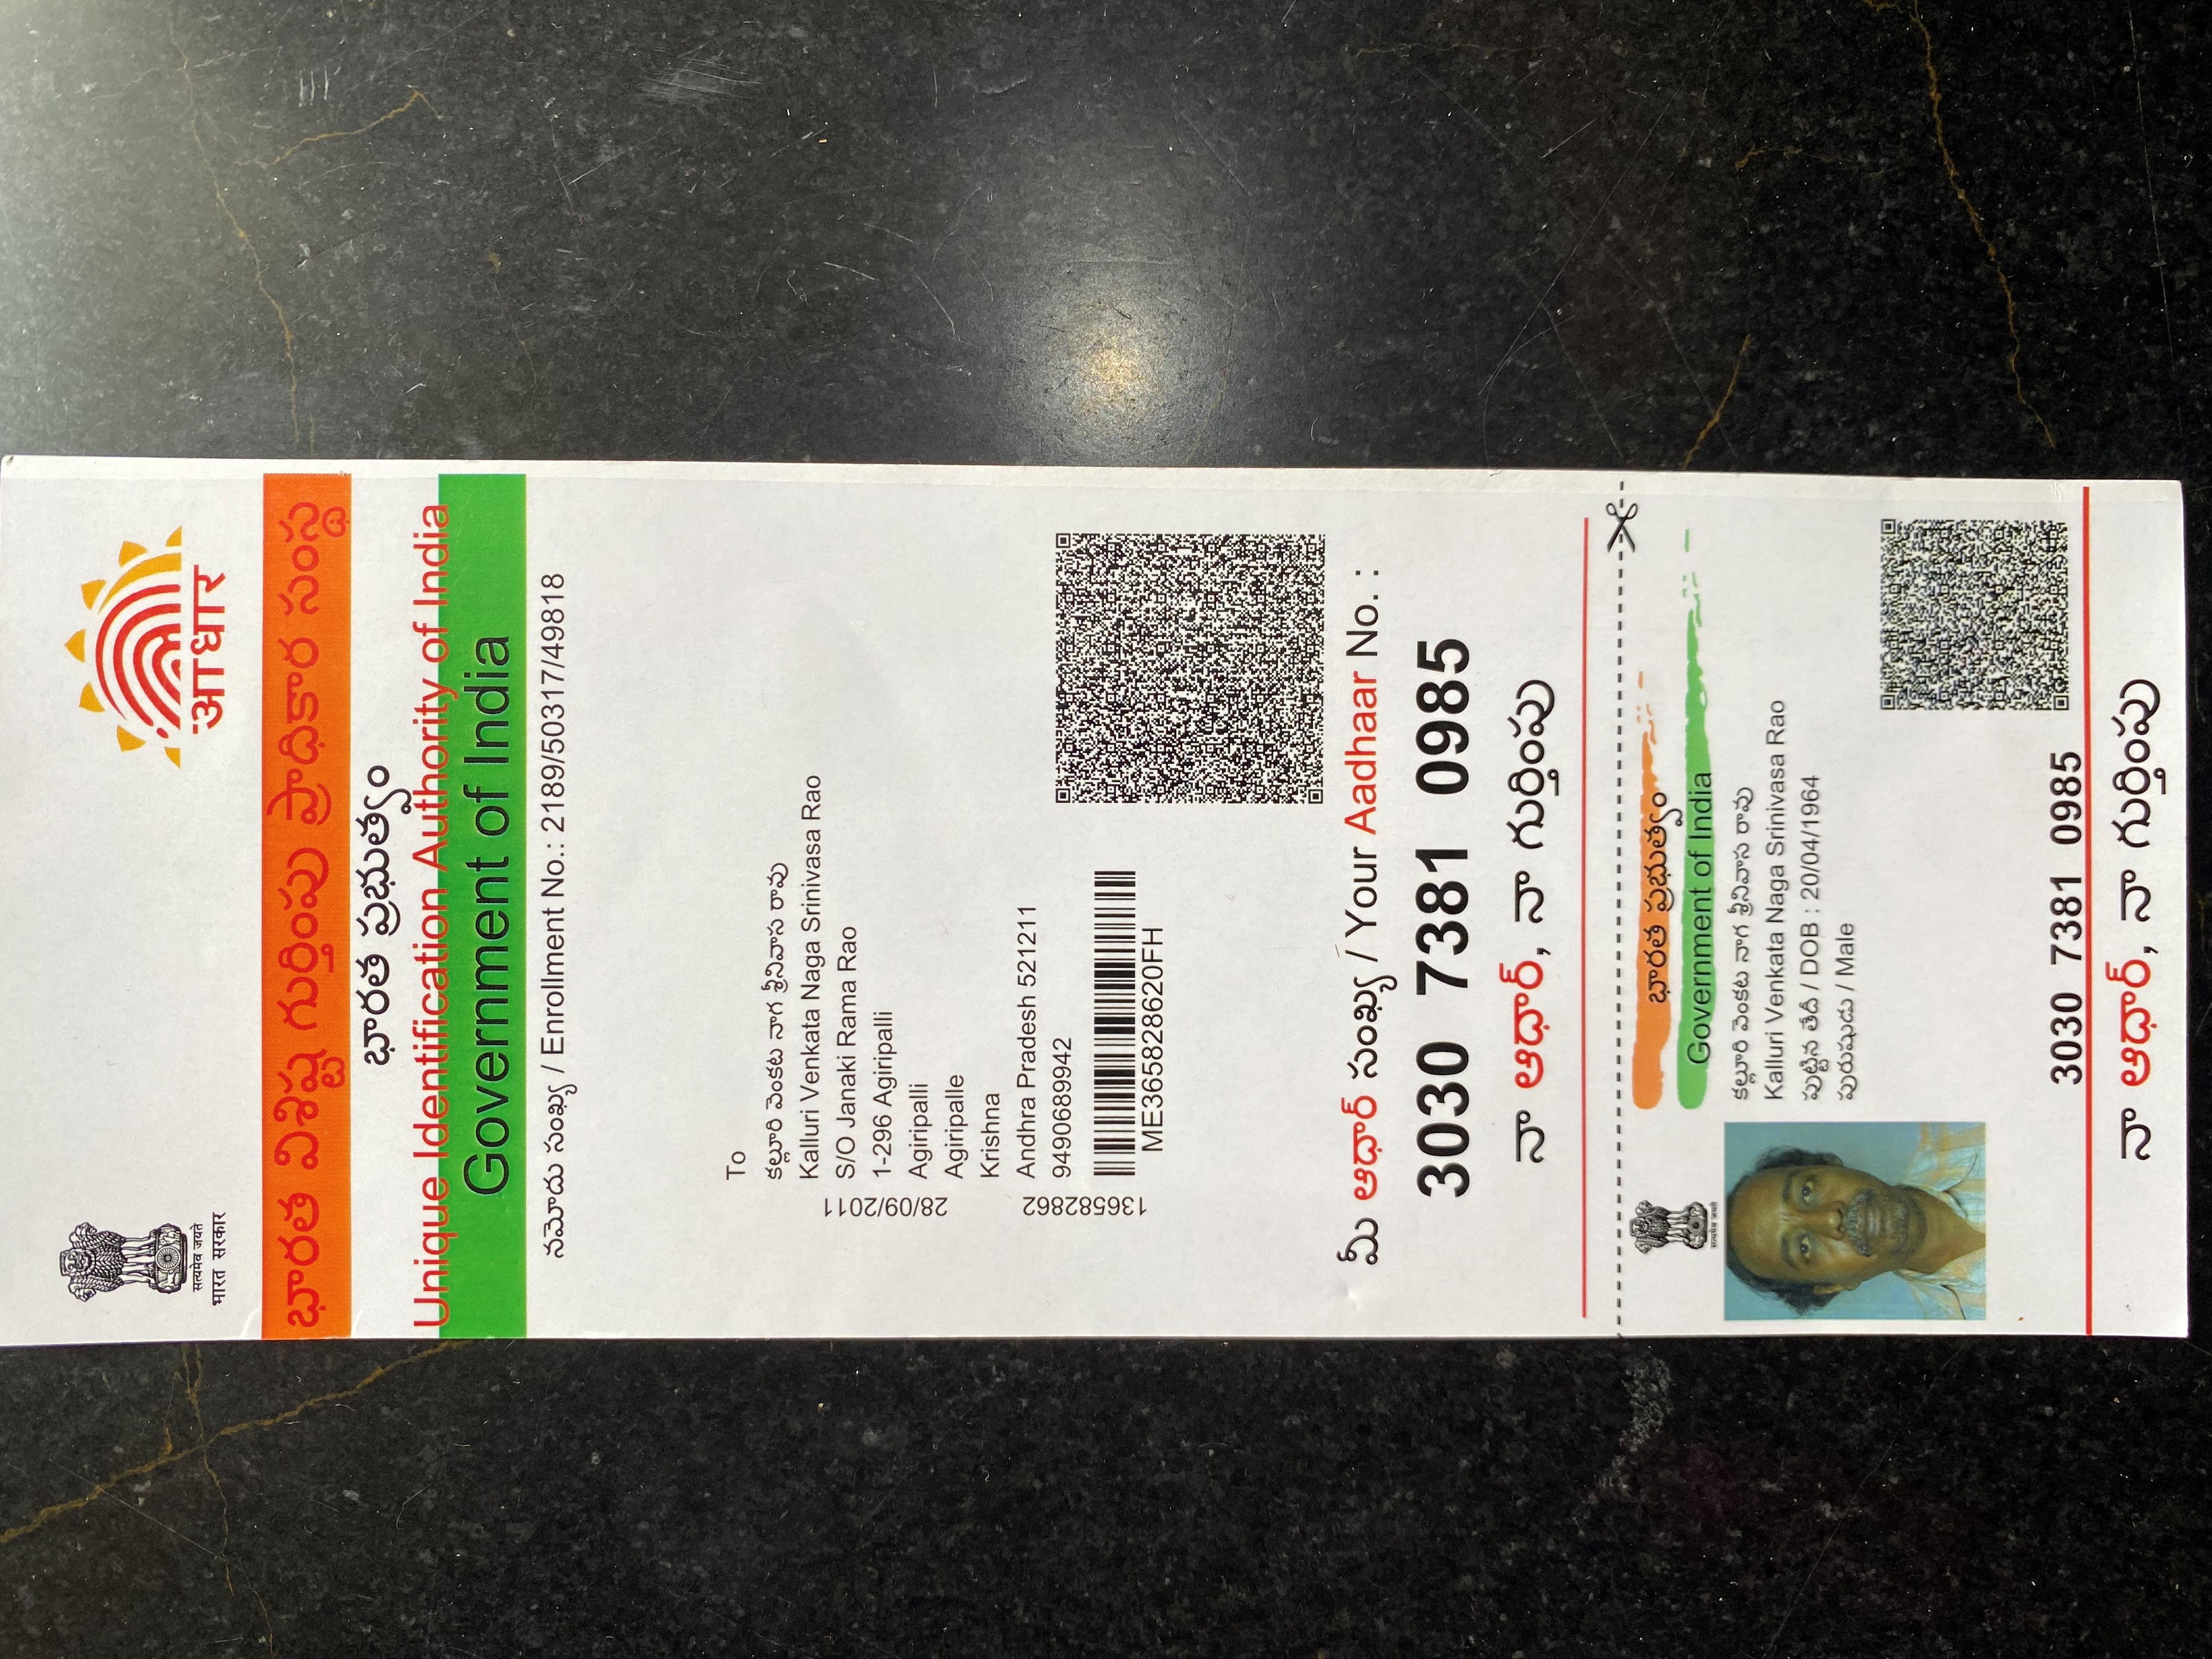 सत्यमेव जयते
भारत सरकार
आधार
భారత విశిష్ట గుర్తింపు ప్రాధికార సంస్థ
భారత ప్రభుత్వం
Unique Identification Authority of India
Government of India
నమోదు సంఖ్య / Enrollment No.: 2189/50317/49818
To
కల్లూరి వెంకట నాగ శ్రీనివాస రావు
Kalluri Venkata Naga Srinivasa Rao
S/O Janaki Rama Rao
1-296 Agiripalli
Agiripalli
Agiripalle
Krishna
Andhra Pradesh 521211
9490689942
28/09/2011
136582862
ME365828620FH
మీ ఆధార్ సంఖ్య / Your Aadhaar No. :
3030 7381 0985
నా ఆధార్, నా గుర్తింపు
सत्यमेव जयते
భారత ప్రభుత్వం
Government of India
కల్లూరి వెంకట నాగ శ్రీనివాస రావు
Kalluri Venkata Naga Srinivasa Rao
పుట్టిన తేదీ / DOB : 20/04/1964
పురుషుడు / Male
3030 7381 0985
నా ఆధార్, నా గుర్తింపు